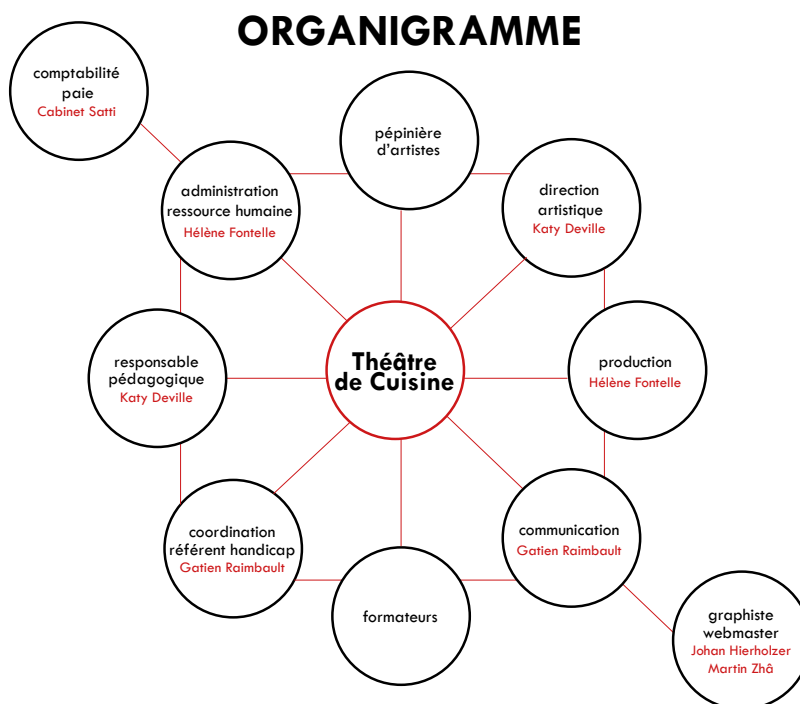 ORGANIGRAMME
comptabilité
paie
Cabinet Satti
pépinière
d'artistes
administration
ressource humaine
Hélène Fontelle
direction
artistique
Katy Deville
responsable
pédagogique
Katy Deville
Théâtre
de Cuisine
production
Hélène Fontelle
coordination
référent handicap
Gatien Raimbault
communication
Gatien Raimbault
formateurs
graphiste
webmaster
Johan Hierholzer
Martin Zhâ